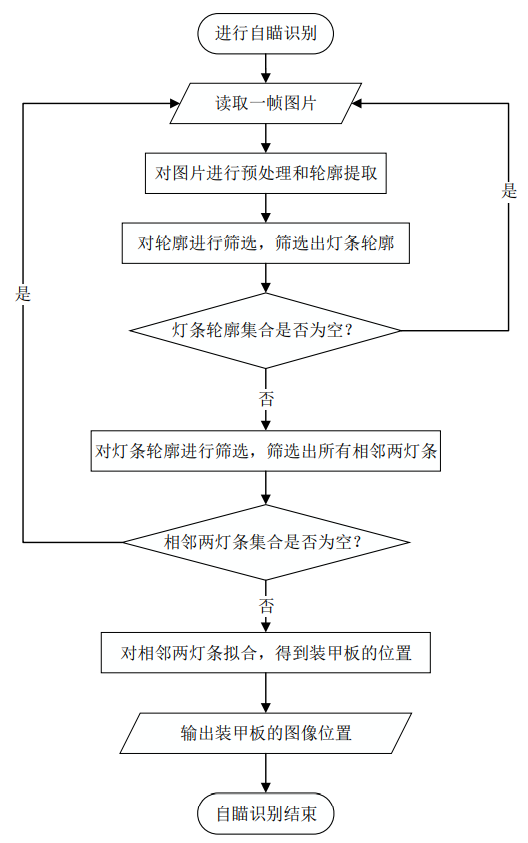 进行自瞄识别
读取一帧图片
对图片进行预处理和轮廓提取
是
对轮廓进行筛选，筛选出灯条轮廓
是
灯条轮廓集合是否为空？
否
对灯条轮廓进行筛选，筛选出所有相邻两灯条
相邻两灯条集合是否为空？
否
对相邻两灯条拟合，得到装甲板的位置
输出装甲板的图像位置
自瞄识别结束